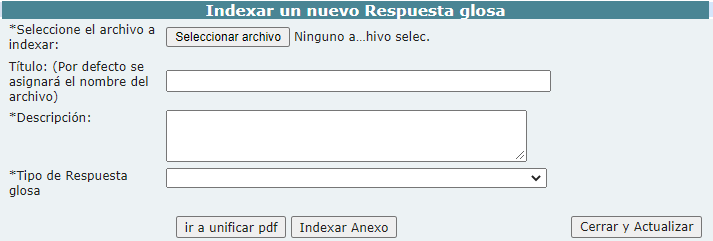 Indexar un nuevo Respuesta glosa
*Seleccione el archivo a
indexar:
Seleccionar archivo Ninguno a...hivo selec.
Título: (Por defecto se
asignará el nombre del
archivo)
*Descripción:
*Tipo de Respuesta
glosa
ir a unificar pdf Indexar Anexo Cerrar y Actualizar